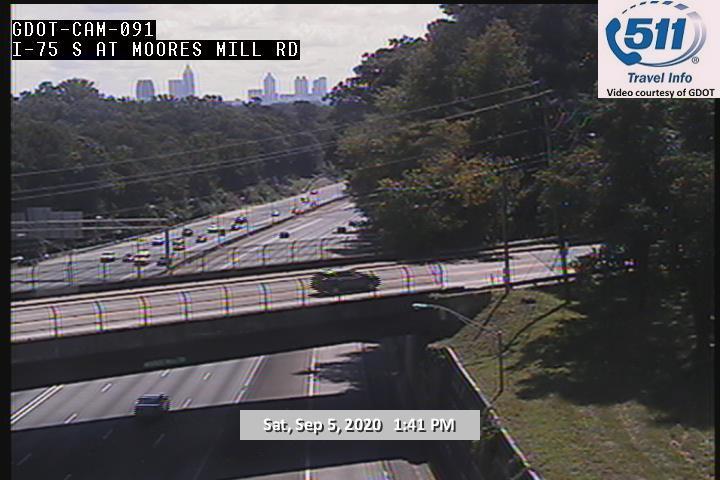 GDOT-CAM-091
I-75 S AT MOORES MILL RD
511
®
Travel Info
Video courtesy of GDOT
Sat, Sep 5, 2020 1:41 PM